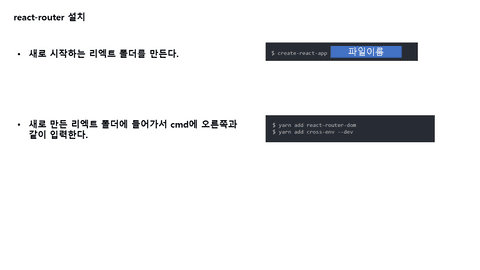 react-router 설치
• 새로 시작하는 리엑트 폴더를 만든다.
$ create-react-app 파일이름
• 새로 만든 리엑트 폴더에 들어가서 cmd에 오른쪽과
같이 입력한다.
$ yarn add react-router-dom
$ yarn add cross-env --dev